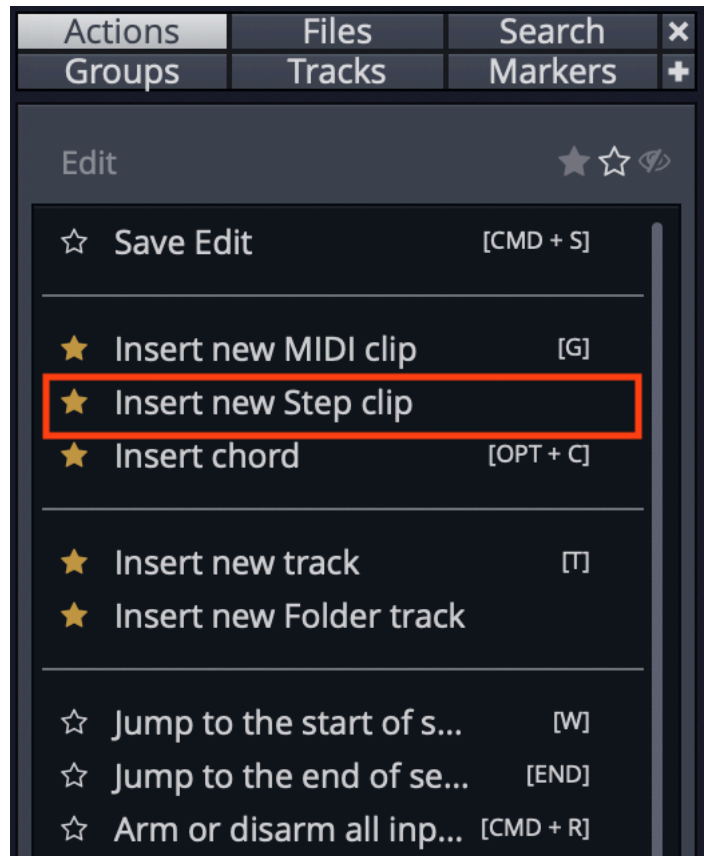 Actions Files Search
Groups Tracks Markers
Edit
Save Edit [CMD + S]
Insert new MIDI clip [G]
Insert new Step clip
Insert chord [OPT + C]
Insert new track [T]
Insert new Folder track
Jump to the start of s... [W]
Jump to the end of se... [END]
Arm or disarm all inp... [CMD + R]